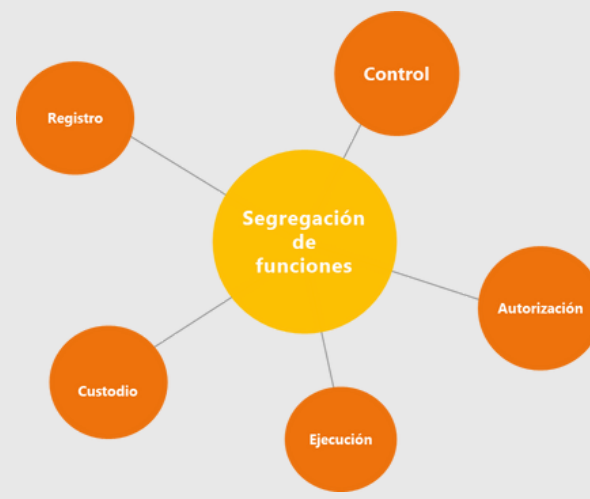 Control
Registro
Segregación
de
funciones
Autorización
Custodio
Ejecución